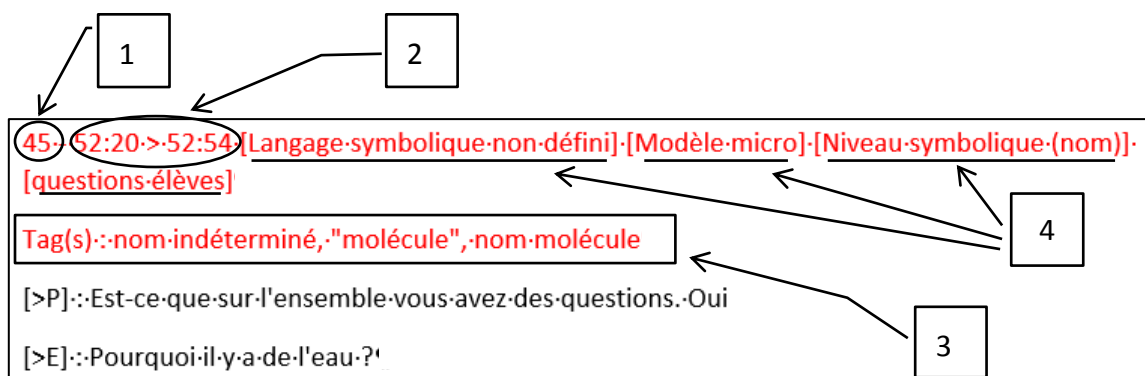 1
2
45 - 52:20 > 52:54 [Langage symbolique non défini] [Modèle micro] [Niveau symbolique (nom)]
[questions élèves]
4
Tag(s) : nom indéterminé, "molécule", nom molécule
[>P] : Est-ce que sur l'ensemble vous avez des questions. Oui
3
[>E] : Pourquoi il y a de l'eau ?